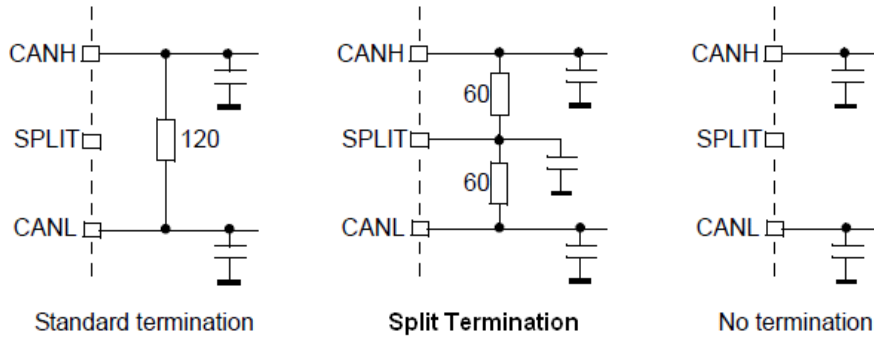 CANH
SPLIT
CANL
120
Standard termination
CANH
60
SPLIT
60
CANL
Split Termination
CANH
SPLIT
CANL
No termination